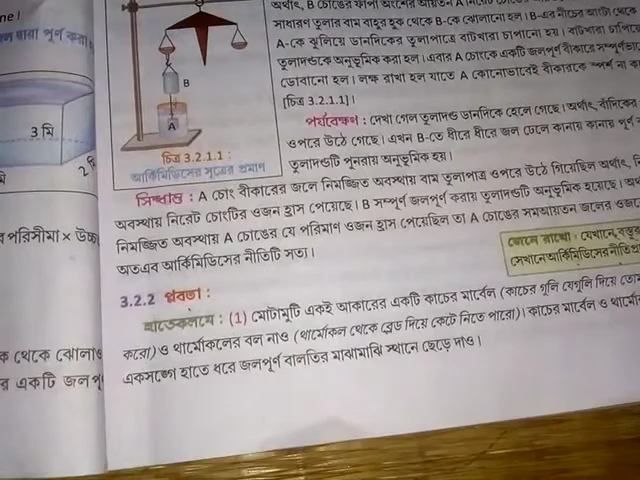 3 মি
B
A
চিত্র 3.2.1.1 :
আর্কিমিডিসের সূত্রের প্রমাণ
অর্থাৎ, B চোঙের ফাঁপা অংশের আয়তন A
সাধারণ তুলার বাম বাহুর হুক থেকে B-কে ঝোলানো হল। B-এর নীচের আংটা থেকে
A-কে ঝুলিয়ে ডানদিকের তুলাপাত্রে বাটখারা চাপানো হয়। বাটখারা চাপিয়ে
তুলাদণ্ডকে অনুভূমিক করা হল। এবার A চোংকে একটি জলপূর্ণ বীকারে সম্পূর্ণভাবে
ডোবানো হল। লক্ষ রাখা হল যাতে A কোনোভাবেই বীকারকে স্পর্শ না
[চিত্র 3.2.1.1]।
পর্যবেক্ষণ : দেখা গেল তুলাদণ্ড ডানদিকে হেলে গেছে। অর্থাৎ, বাঁদিকের
ওপরে উঠে গেছে। এখন B-তে ধীরে ধীরে জল ঢেলে কানায় কানায় পূর্ণ
তুলাদণ্ডটি পুনরায় অনুভূমিক হয়।
সিদ্ধান্ত : A চোং বীকারের জলে নিমজ্জিত অবস্থায় বাম তুলাপাত্র ওপরে উঠে গিয়েছিল অর্থাৎ,
অবস্থায় নিরেট চোংটির ওজন হ্রাস পেয়েছে। B সম্পূর্ণ জলপূর্ণ করায় তুলাদণ্ডটি অনুভূমিক হয়েছে।
নিমজ্জিত অবস্থায় A চোঙের যে পরিমাণ ওজন হ্রাস পেয়েছিল তা A চোঙের সমআয়তন জলের ওজনের
অতএব আর্কিমিডিসের নীতিটি সত্য।
জেনে রাখো : যেখানে বস্তুর
সেখানে আর্কিমিডিসের নীতি
3.2.2 প্লবতা :
হাতেকলমে : (1) মোটামুটি একই আকারের একটি কাচের মার্বেল (কাচের গুলি যেগুলি দিয়ে
করো) ও থার্মোকলের বল নাও (থার্মোকল থেকে ব্লেড দিয়ে কেটে নিতে পারো)। কাচের মার্বেল ও
একসঙ্গে হাতে ধরে জলপূর্ণ বালতির মাঝামাঝি স্থানে ছেড়ে দাও।
পরিসীমা × উচ্চ
ক থেকে ঝোলাও
র একটি জলপূ